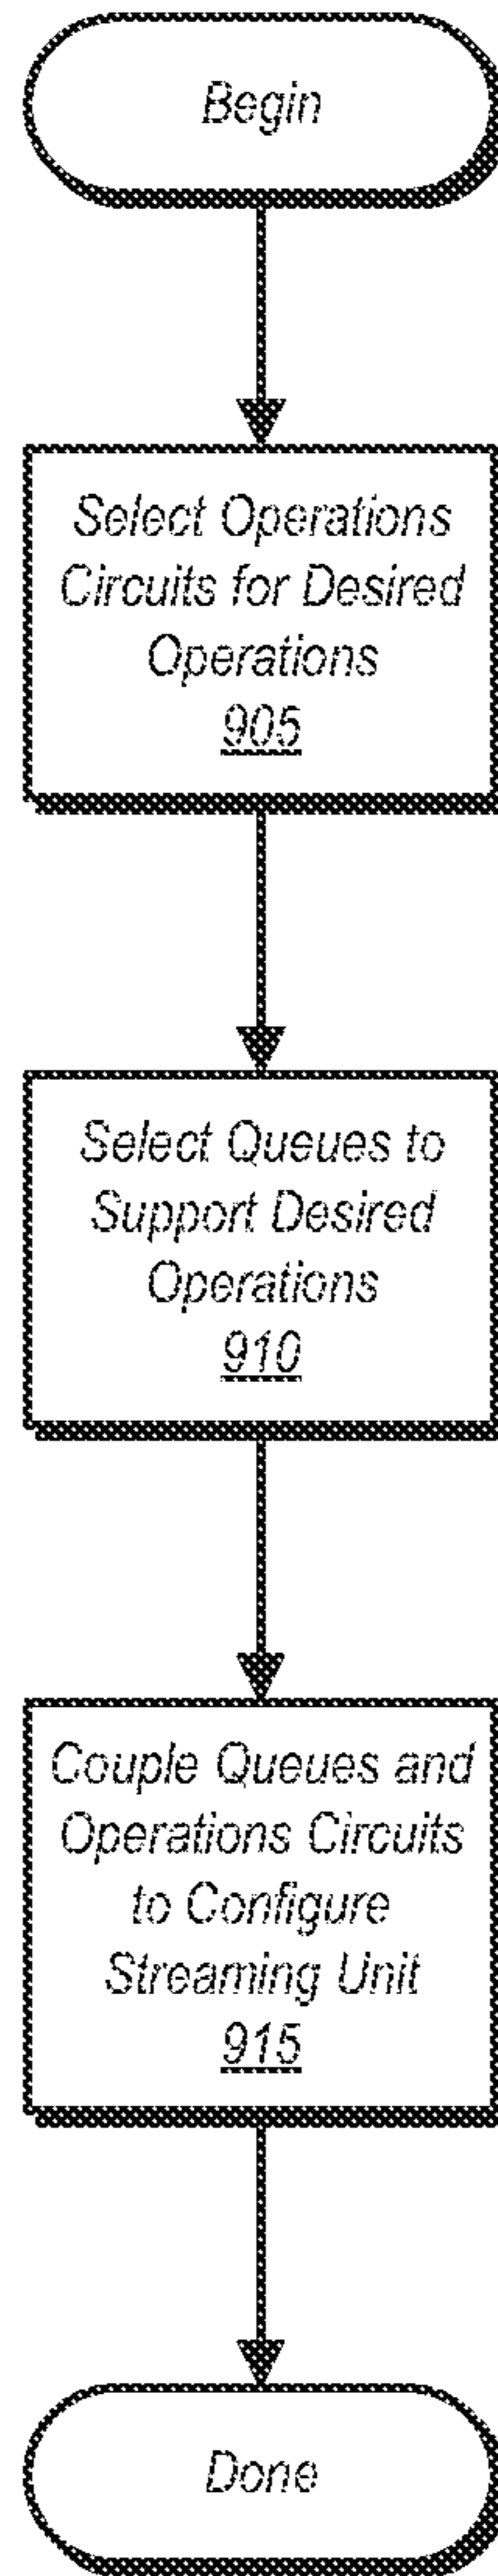 Begin
Select Operations
Circuits for Desired
Operations
905
Select Queues to
Support Desired
Operations
910
Couple Queues and
Operations Circuits
to Configure
Streaming Unit
915
Done